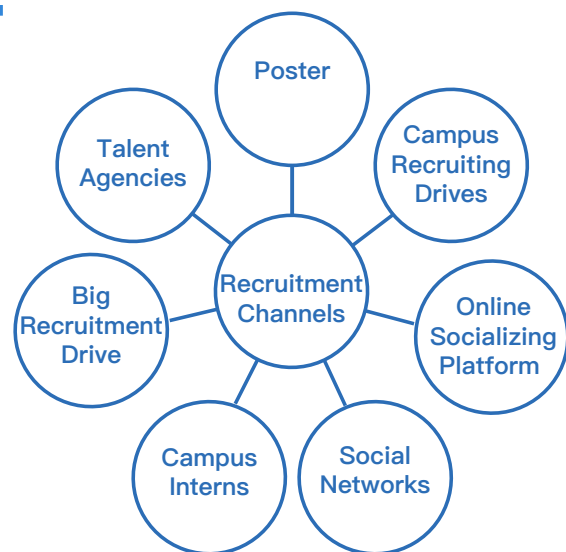 Poster
Talent
Agencies
Campus
Recruiting
Drives
Recruitment
Channels
Big
Recruitment
Drive
Online
Socializing
Platform
Campus
Interns
Social
Networks